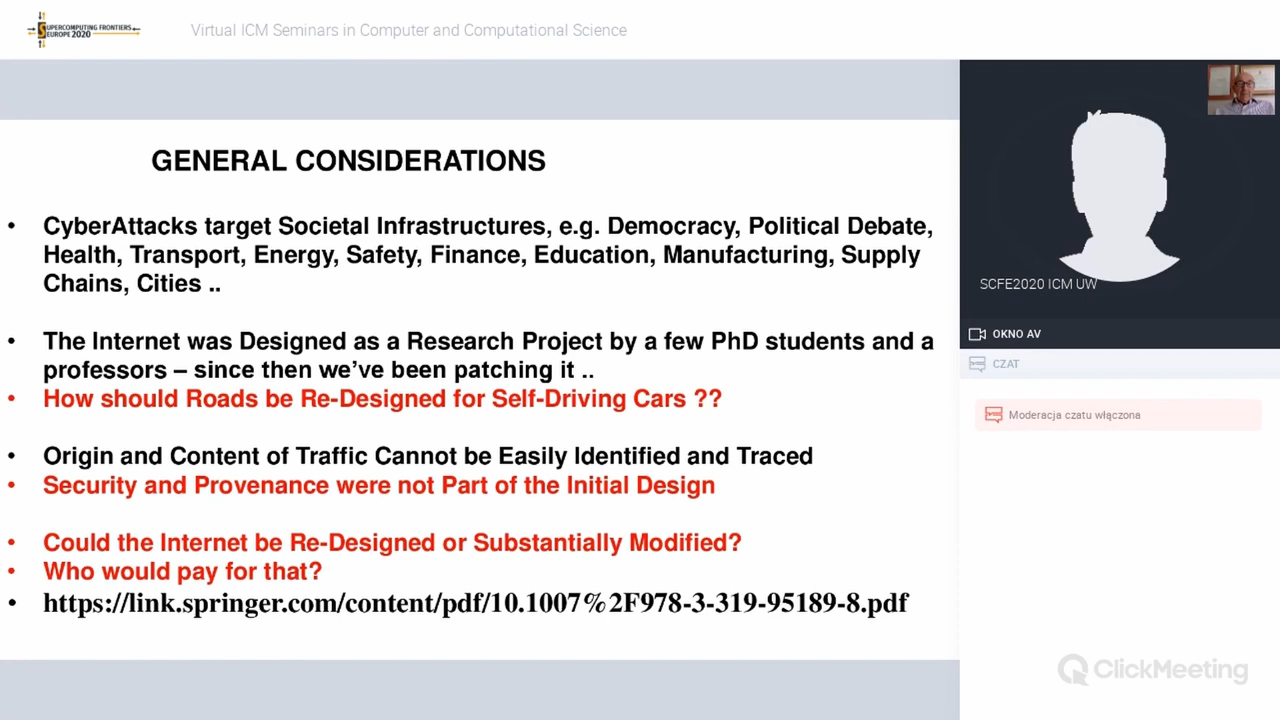 SUPERCOMPUTING FRONTIERS
EUROPE 2020
Virtual ICM Seminars in Computer and Computational Science
GENERAL CONSIDERATIONS
• CyberAttacks target Societal Infrastructures, e.g. Democracy, Political Debate,
Health, Transport, Energy, Safety, Finance, Education, Manufacturing, Supply
Chains, Cities ..
• The Internet was Designed as a Research Project by a few PhD students and a
professors – since then we’ve been patching it ..
• How should Roads be Re-Designed for Self-Driving Cars ??
• Origin and Content of Traffic Cannot be Easily Identified and Traced
• Security and Provenance were not Part of the Initial Design
• Could the Internet be Re-Designed or Substantially Modified?
• Who would pay for that?
• https://link.springer.com/content/pdf/10.1007%2F978-3-319-95189-8.pdf
SCFE2020 ICM UW
OKNO AV
CZAT
Moderacja czatu włączona
ClickMeeting